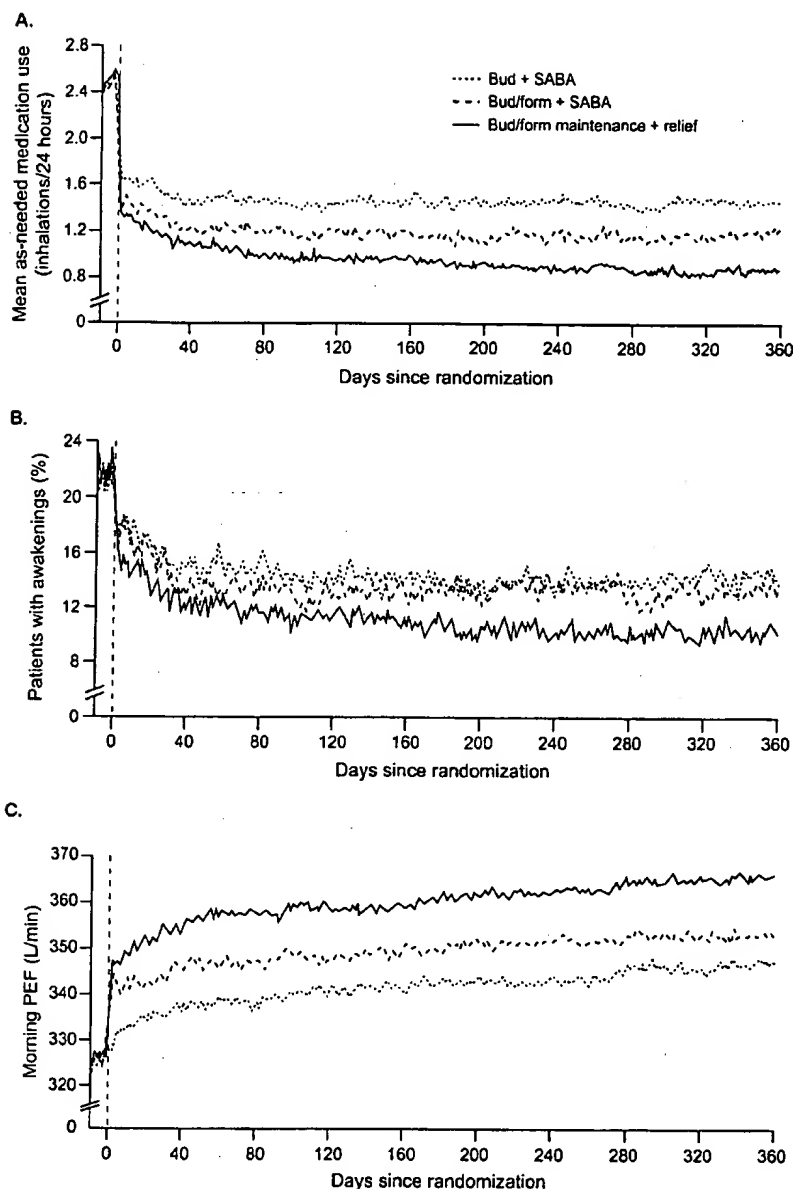 A.
Mean as-needed medication use
(inhalations/24 hours)
2.8
2.4
2.0
1.6
1.2
0.8
0
Bud + SABA
Bud/form + SABA
Bud/form maintenance + relief
0 40 80 120 160 200 240 280 320 360
Days since randomization
B.
Patients with awakenings (%)
24
20
16
12
8
0
0 40 80 120 160 200 240 280 320 360
Days since randomization
C.
Morning PEF (L/min)
370
360
350
340
330
320
0
0 40 80 120 160 200 240 280 320 360
Days since randomization